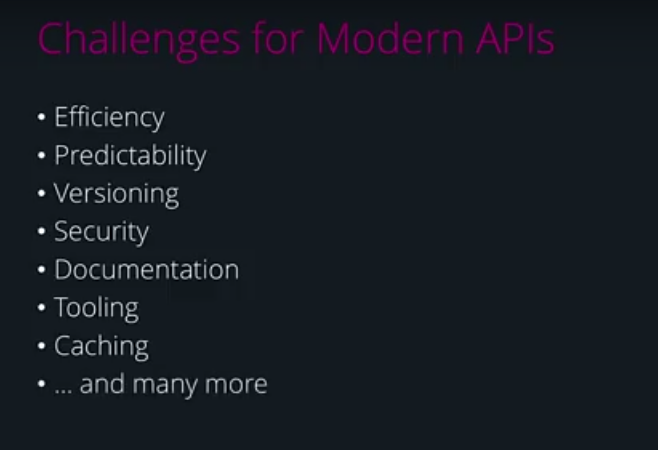 Challenges for Modern APIs
• Efficiency
• Predictability
• Versioning
• Security
• Documentation
• Tooling
• Caching
• ... and many more